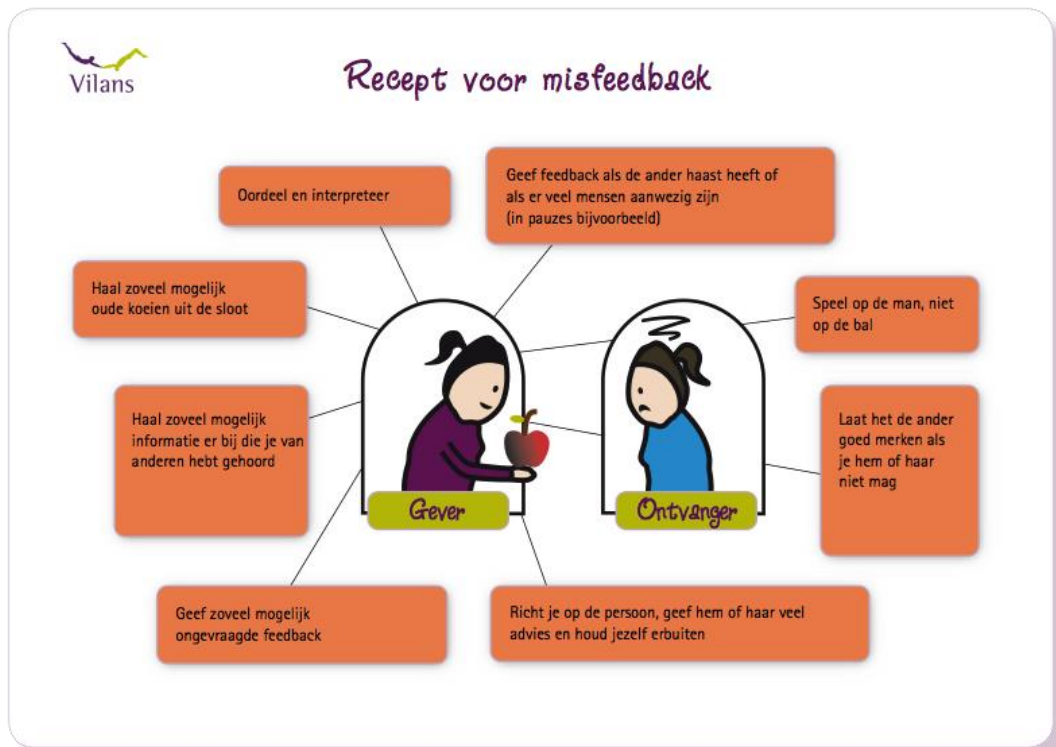 Vilans
Recept voor misfeedback
Oordeel en interpreteer
Geef feedback als de ander haast heeft of
als er veel mensen aanwezig zijn
(in pauzes bijvoorbeeld)
Haal zoveel mogelijk
oude koeien uit de sloot
Speel op de man, niet
op de bal
Haal zoveel mogelijk
informatie er bij die je van
anderen hebt gehoord
Laat het de ander
goed merken als
je hem of haar
niet mag
Gever
Ontvanger
Geef zoveel mogelijk
ongevraagde feedback
Richt je op de persoon, geef hem of haar veel
advies en houd jezelf erbuiten